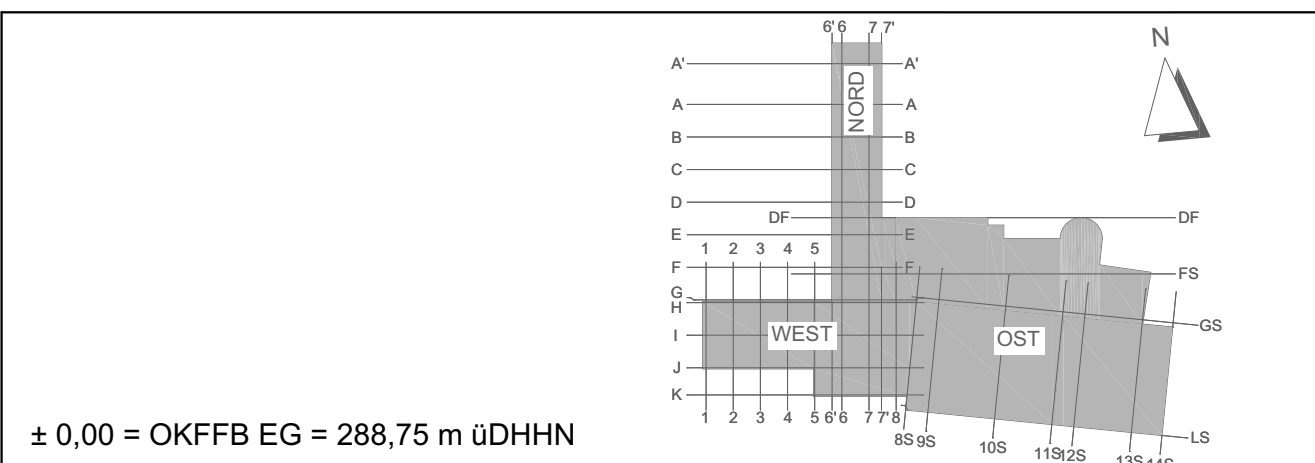 6' 6 7 7'
N
A' A'
NORD
A A
B B
C C
D D
DF DF
E E
1 2 3 4 5
F F
FS
G
H
GS
I WEST OST
J
K
1 2 3 4 5 6' 6 7 7' 8
8S 9S 10S 11S 12S 13S 14S
LS
± 0,00 = OKFFB EG = 288,75 m üDHHN